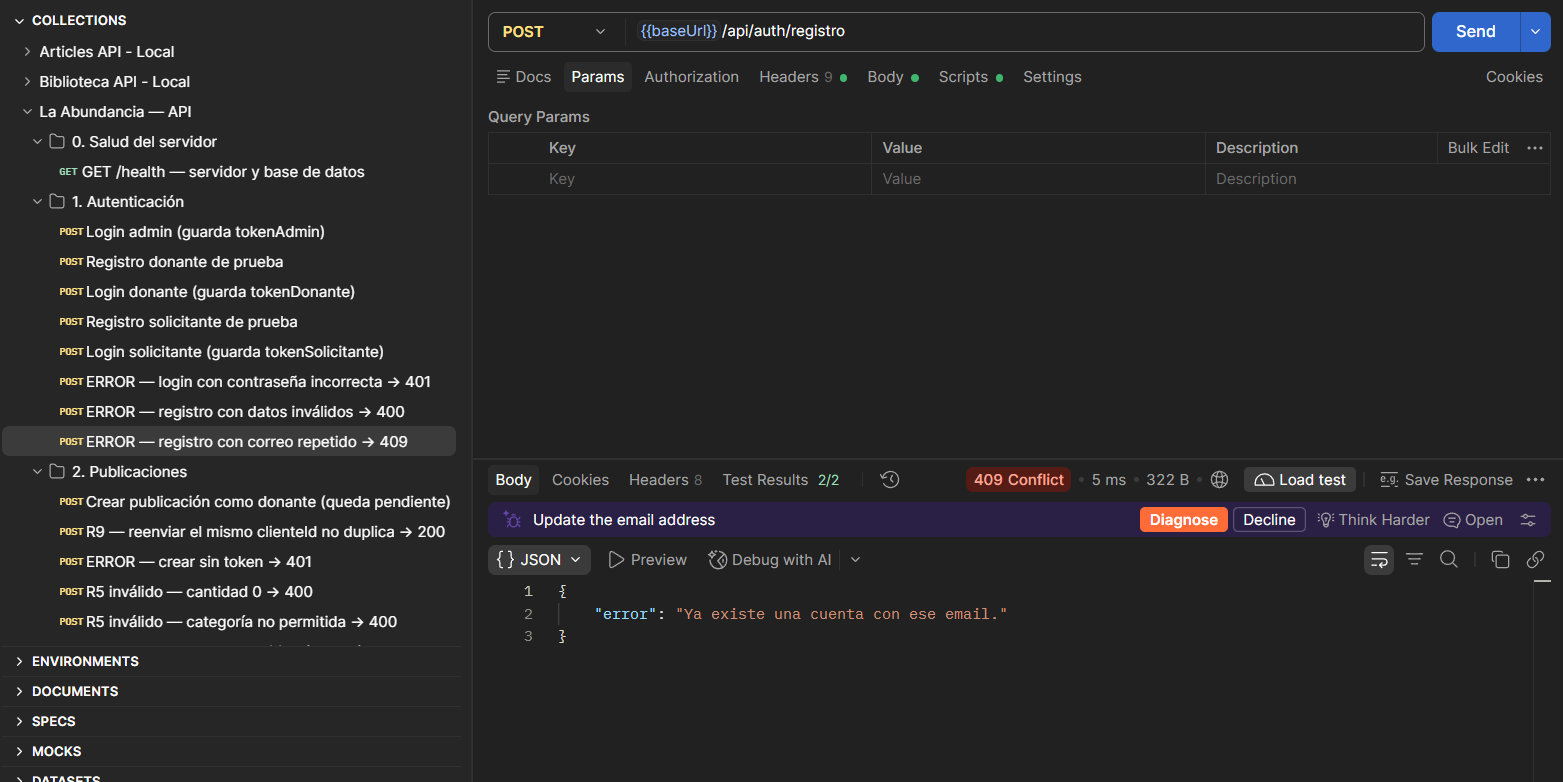 COLLECTIONS
Articles API - Local
Biblioteca API - Local
La Abundancia — API
0. Salud del servidor
GET GET /health — servidor y base de datos
1. Autenticación
POST Login admin (guarda tokenAdmin)
POST Registro donante de prueba
POST Login donante (guarda tokenDonante)
POST Registro solicitante de prueba
POST Login solicitante (guarda tokenSolicitante)
POST ERROR — login con contraseña incorrecta → 401
POST ERROR — registro con datos inválidos → 400
POST ERROR — registro con correo repetido → 409
2. Publicaciones
POST Crear publicación como donante (queda pendiente)
POST R9 — reenviar el mismo clienteId no duplica → 200
POST ERROR — crear sin token → 401
POST R5 inválido — cantidad 0 → 400
POST R5 inválido — categoría no permitida → 400
ENVIRONMENTS
DOCUMENTS
SPECS
MOCKS
DATASETS
POST {{baseUrl}} /api/auth/registro Send
Docs Params Authorization Headers 9 Body Scripts Settings Cookies
Query Params
Key Value Description Bulk Edit
Key Value Description
Body Cookies Headers 8 Test Results 2/2 409 Conflict 5 ms 322 B Load test e.g. Save Response
Update the email address Diagnose Decline Think Harder Open
{} JSON Preview Debug with AI
1 {
2 "error": "Ya existe una cuenta con ese email."
3 }